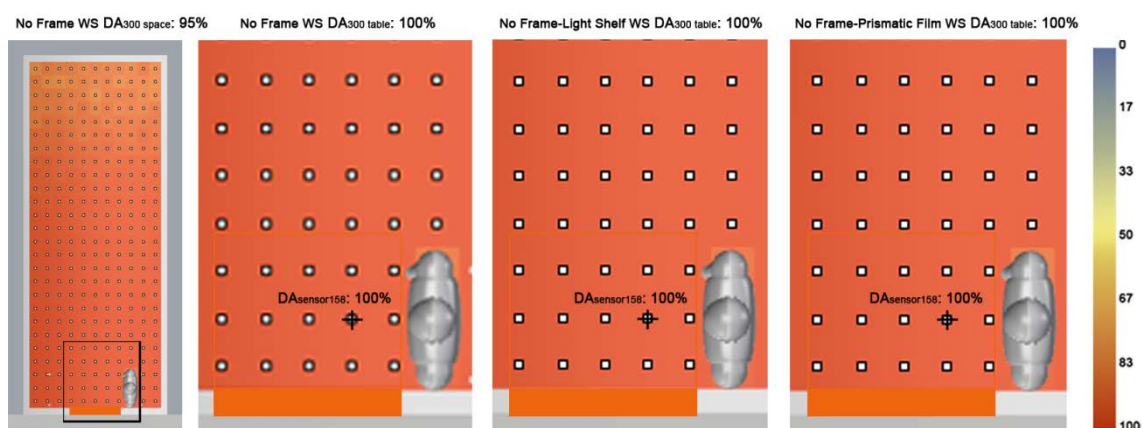 No Frame WS DA300 space: 95%
No Frame WS DA300 table: 100%
No Frame-Light Shelf WS DA300 table: 100%
No Frame-Prismatic Film WS DA300 table: 100%
DAsensor158: 100%
DAsensor158: 100%
DAsensor158: 100%
0
17
33
50
67
83
100